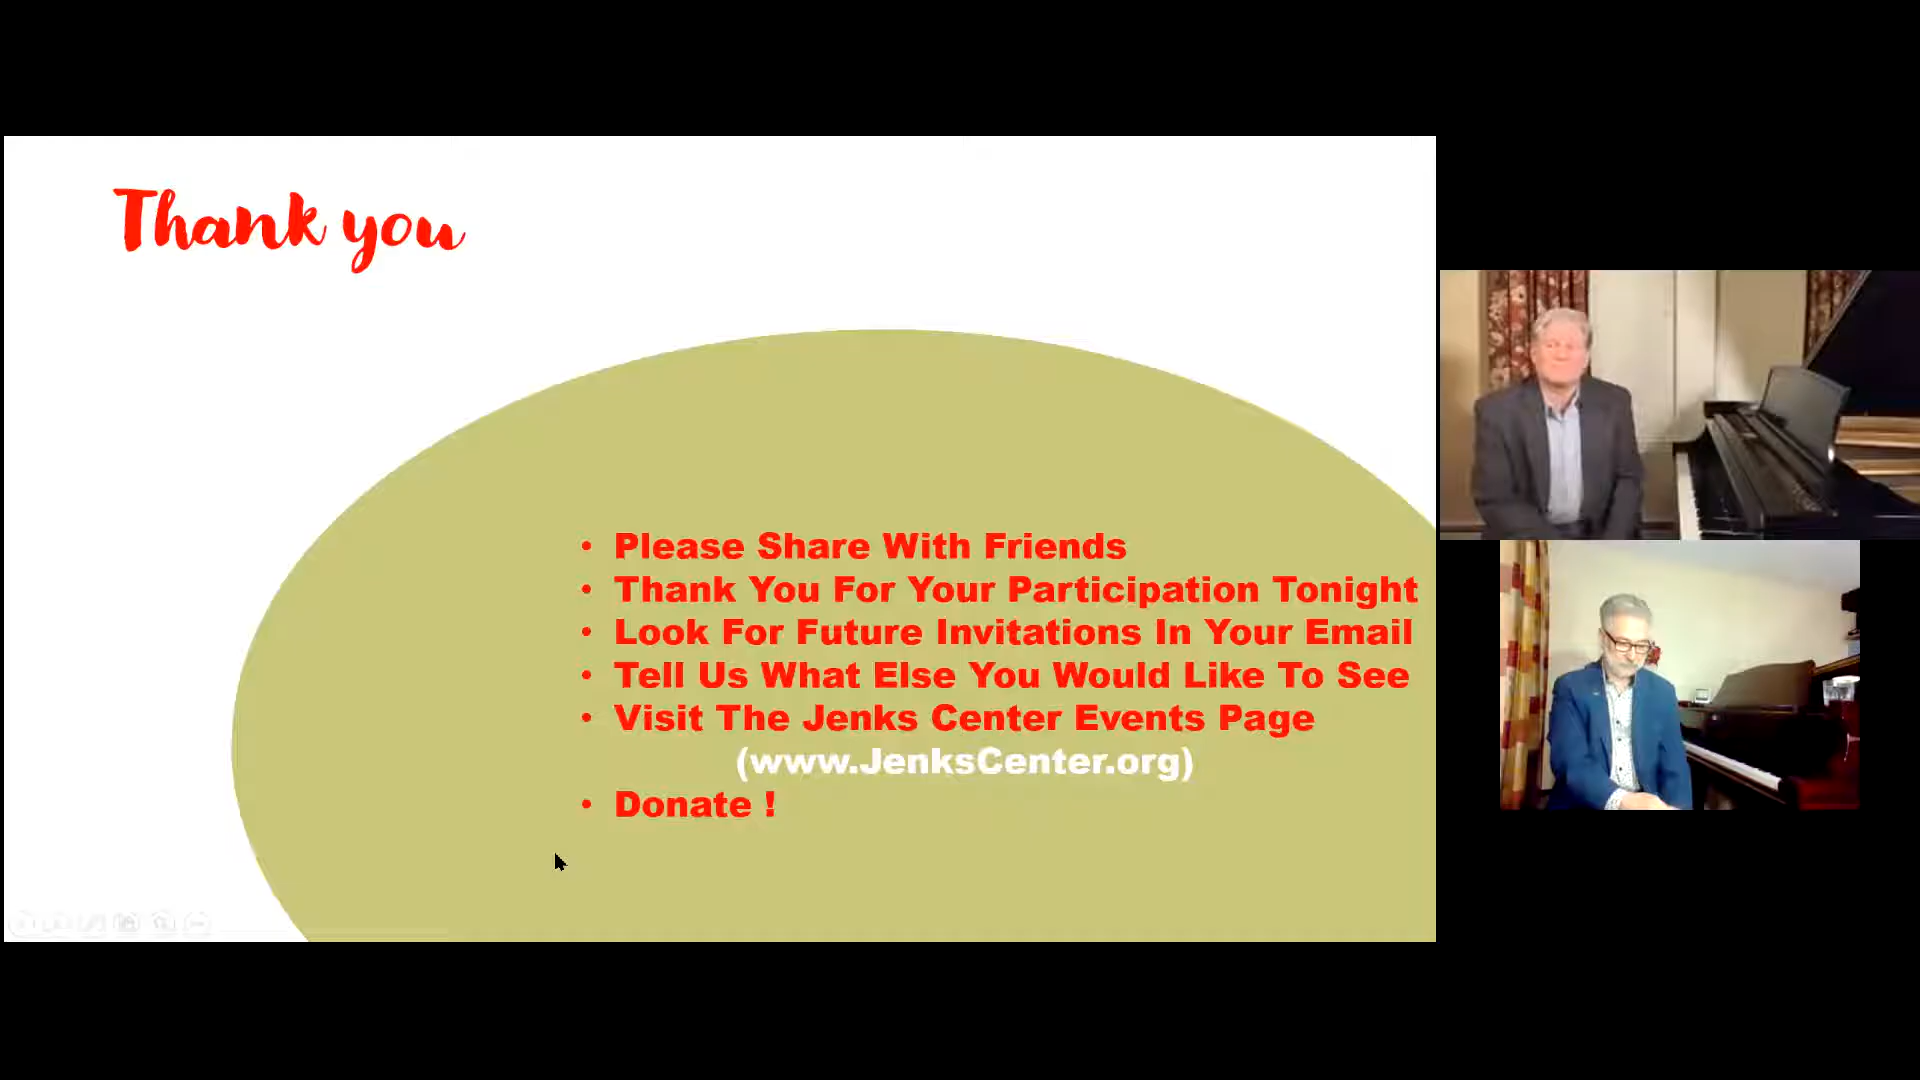 Thank you
• Please Share With Friends
• Thank You For Your Participation Tonight
• Look For Future Invitations In Your Email
• Tell Us What Else You Would Like To See
• Visit The Jenks Center Events Page
(www.JenksCenter.org)
• Donate !